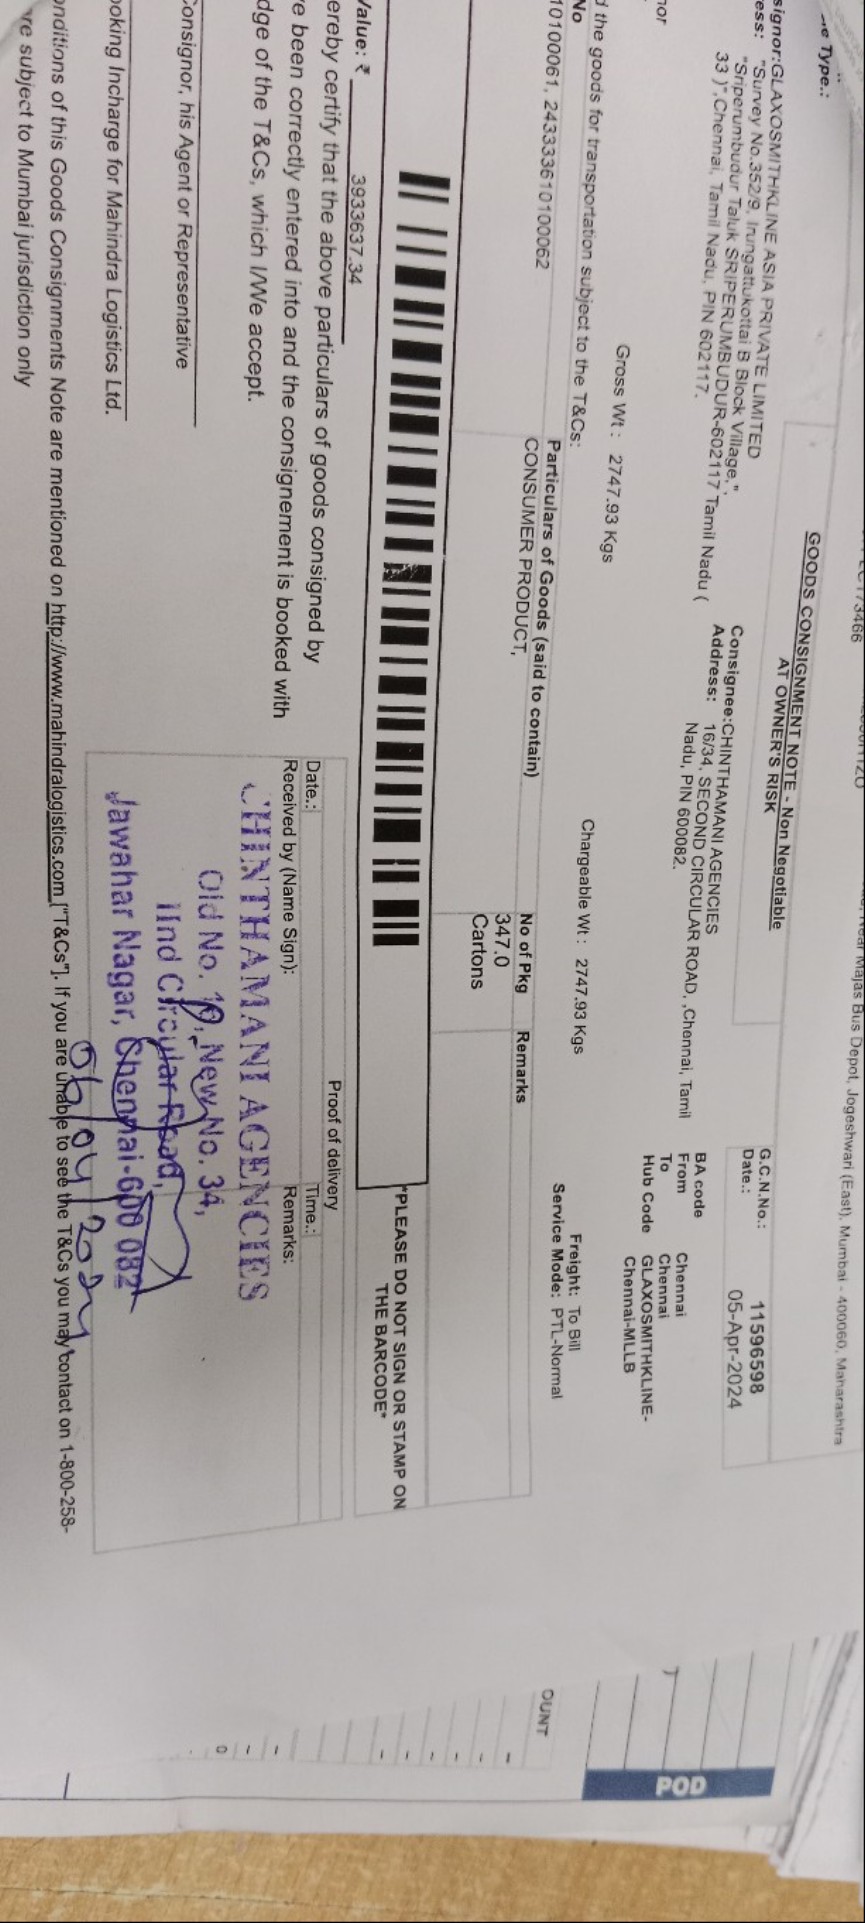 Near Majas Bus Depot, Jogeshwari (East), Mumbai - 400060, Maharashtra
173466
GOODS CONSIGNMENT NOTE - Non Negotiable
AT OWNER'S RISK
Type.:
G.C.N.No.: 11596598
Date.: 05-Apr-2024
signor:GLAXOSMITHKLINE ASIA PRIVATE LIMITED
ess: "Survey No.352/9, Irungattukottai B Block Village,",
"Sriperumbudur Taluk SRIPERUMBUDUR-602117 Tamil Nadu (
33 )",Chennai, Tamil Nadu, PIN 602117.
Consignee:CHINTHAMANI AGENCIES
Address: 16/34, SECOND CIRCULAR ROAD, ,Chennai, Tamil
Nadu, PIN 600082.
BA code
From Chennai
To Chennai
Hub Code GLAXOSMITHKLINE-
Chennai-MLLB
nor
Gross Wt : 2747.93 Kgs
Chargeable Wt : 2747.93 Kgs
Freight: To Bill
Service Mode: PTL-Normal
d the goods for transportation subject to the T&Cs:
No
Particulars of Goods (said to contain)
No of Pkg
Remarks
10100061, 243333610100062
CONSUMER PRODUCT,
347.0
Cartons
*PLEASE DO NOT SIGN OR STAMP ON
THE BARCODE*
Value: ₹ 3933637.34
ereby certify that the above particulars of goods consigned by
ve been correctly entered into and the consignement is booked with
dge of the T&Cs, which I/We accept.
Proof of delivery
Date.:
Time.:
Received by (Name Sign):
Remarks:
CHINTHAMANI AGENCIES
Old No. 10, New No. 34,
IInd Circular Road,
Jawahar Nagar, Chennai-600 082
06/04/2024
Consignor, his Agent or Representative
ooking Incharge for Mahindra Logistics Ltd.
onditions of this Goods Consignments Note are mentioned on http://www.mahindralogistics.com ["T&Cs"]. If you are unable to see the T&Cs you may contact on 1-800-258-
re subject to Mumbai jurisdiction only
POD
OUNT